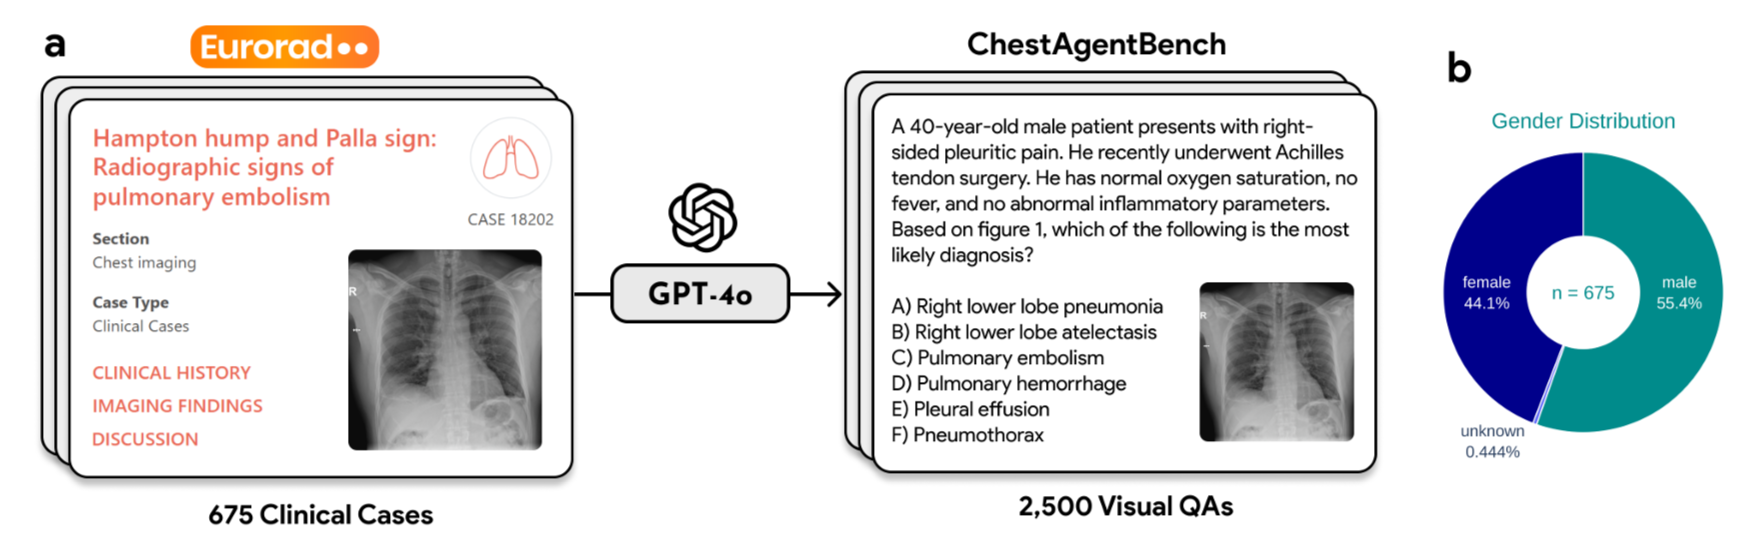 a
Eurorad
Hampton hump and Palla sign:
Radiographic signs of
pulmonary embolism
CASE 18202
Section
Chest imaging
Case Type
Clinical Cases
CLINICAL HISTORY
IMAGING FINDINGS
DISCUSSION
R
675 Clinical Cases
GPT-4o
ChestAgentBench
A 40-year-old male patient presents with right-
sided pleuritic pain. He recently underwent Achilles
tendon surgery. He has normal oxygen saturation, no
fever, and no abnormal inflammatory parameters.
Based on figure 1, which of the following is the most
likely diagnosis?
A) Right lower lobe pneumonia
B) Right lower lobe atelectasis
C) Pulmonary embolism
D) Pulmonary hemorrhage
E) Pleural effusion
F) Pneumothorax
R
2,500 Visual QAs
b
Gender Distribution
female
44.1%
n = 675
male
55.4%
unknown
0.444%